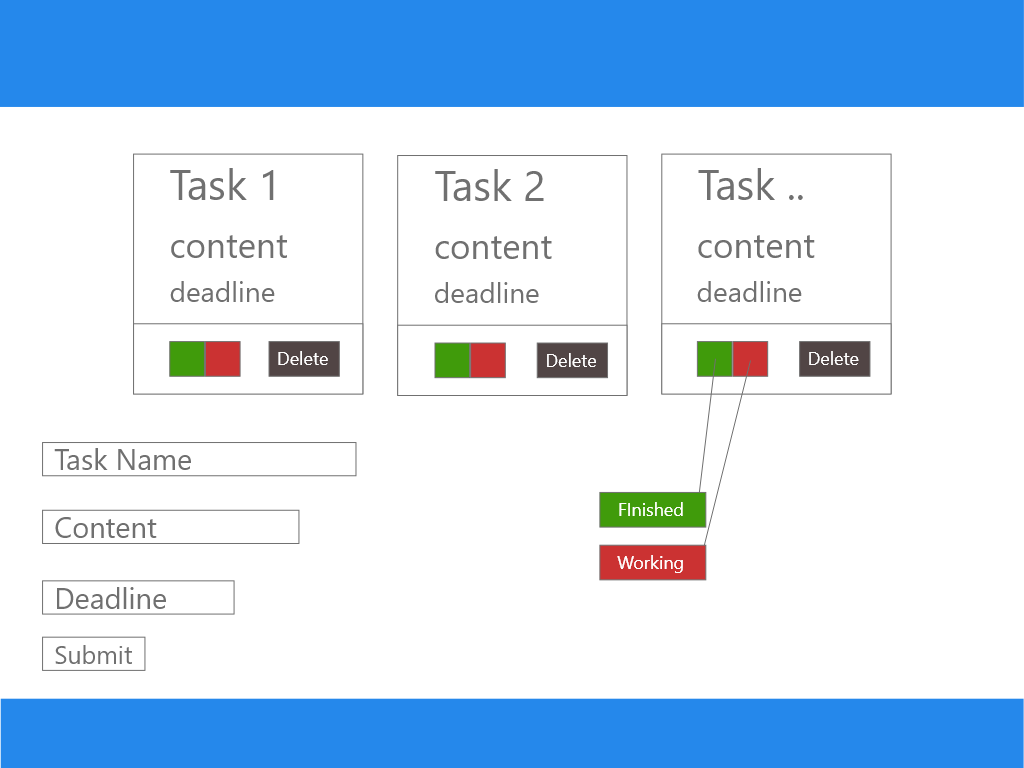 Task 1
content
deadline
Delete
Task 2
content
deadline
Delete
Task ..
content
deadline
Delete
Task Name
Content
Deadline
Submit
FInished
Working